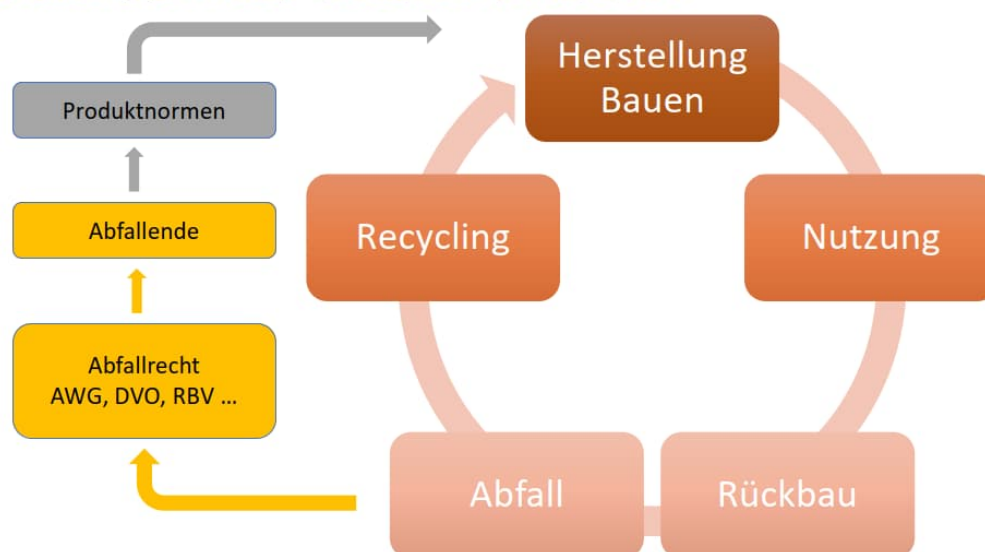 Herstellung
Bauen
Produktnormen
Abfallende
Recycling
Nutzung
Abfallrecht
AWG, DVO, RBV ...
Abfall
Rückbau